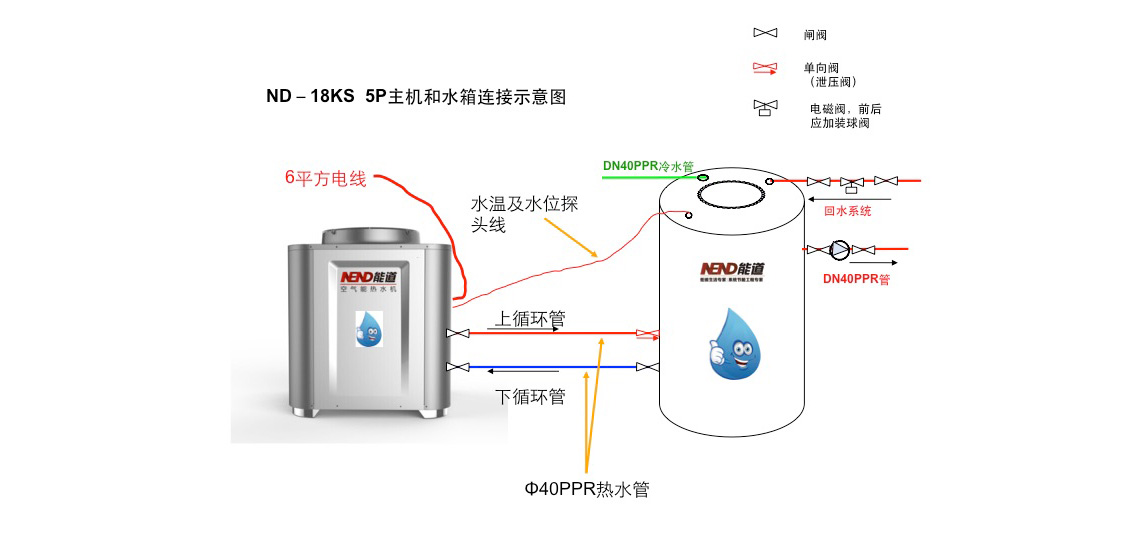 闸阀
单向阀
（泄压阀）
ND – 18KS 5P主机和水箱连接示意图
电磁阀，前后
应加装球阀
DN40PPR冷水管
6平方电线
水温及水位探
头线
回水系统
NEND能道
空气能热水机
NEND能道
DN40PPR管
上循环管
下循环管
Φ40PPR热水管